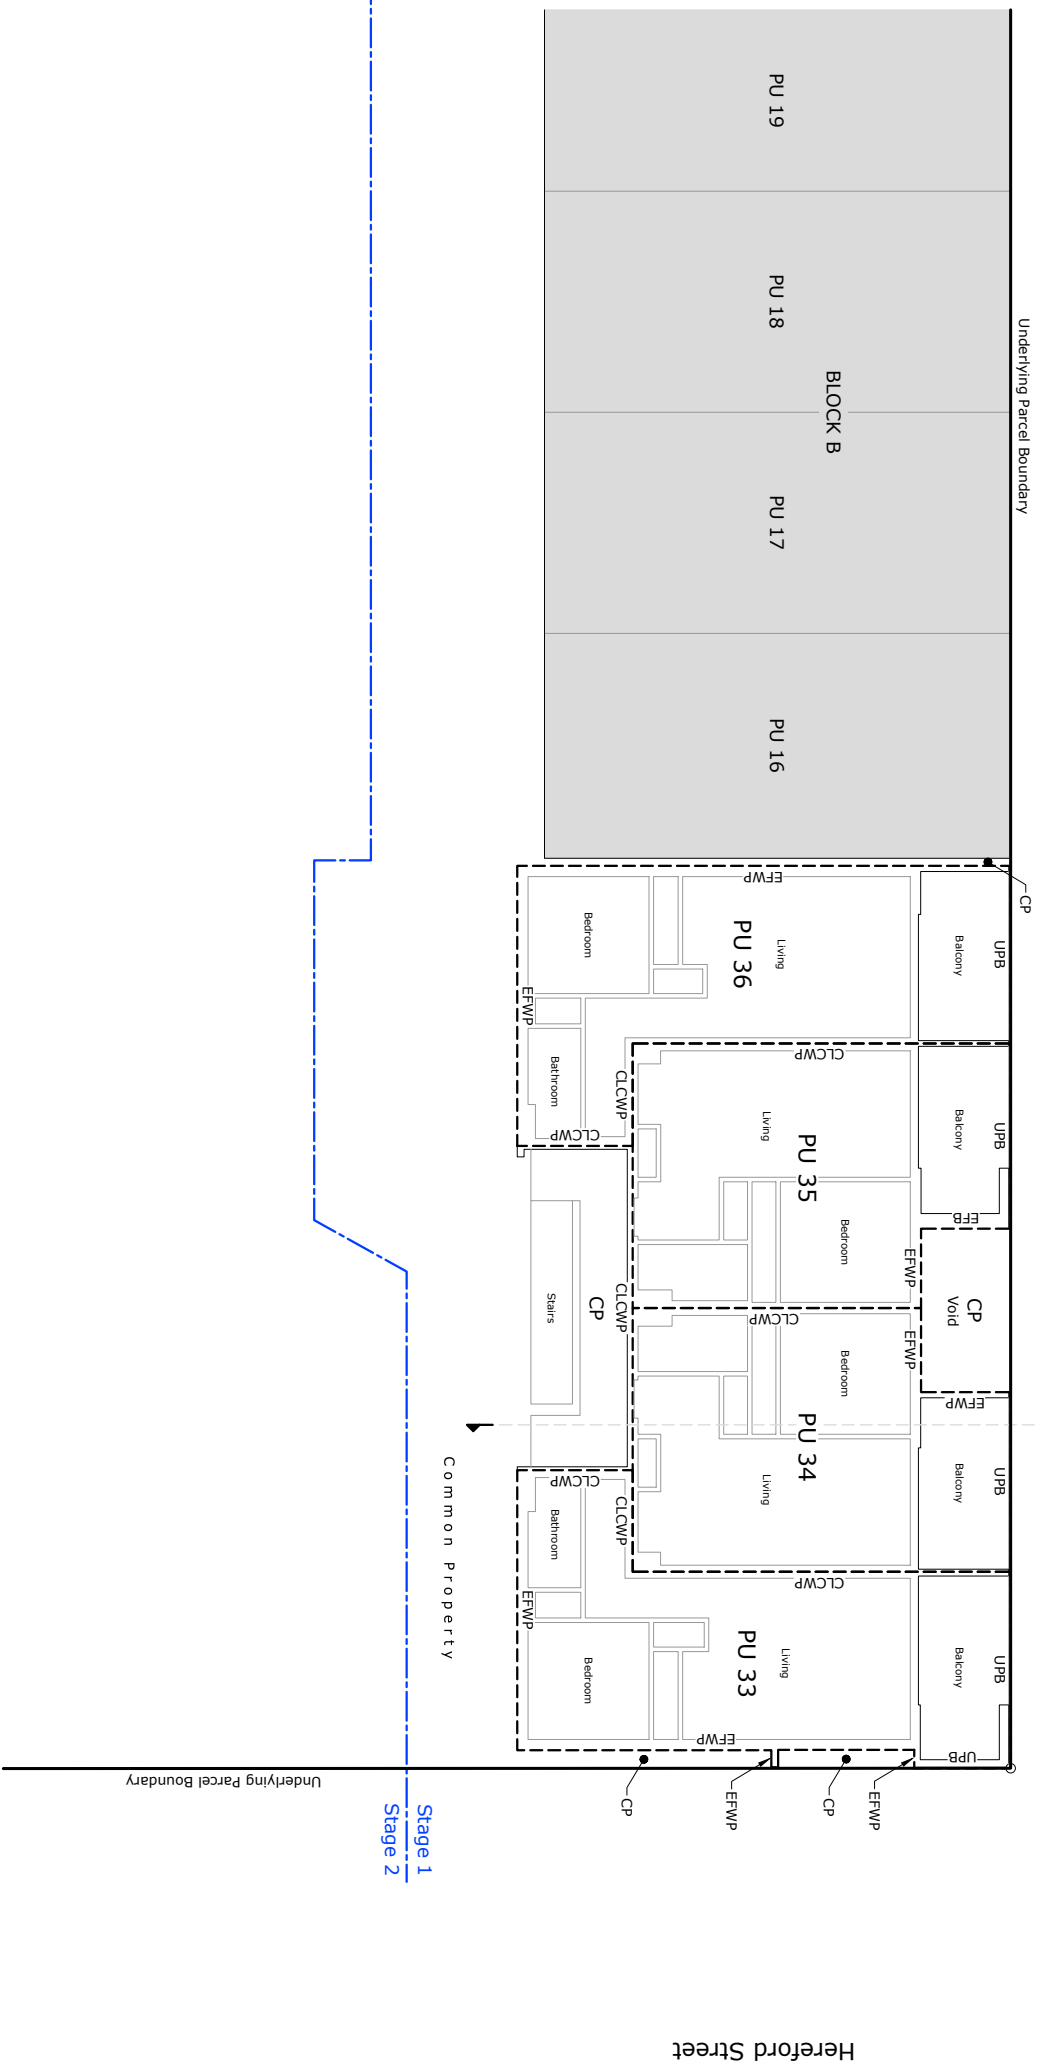 PU 19
PU 18
BLOCK B
PU 17
PU 16
Underlying Parcel Boundary
CP
EFWP
PU 36
Living
Bedroom
Bathroom
EFWP
CLCWP
CLCWP
Balcony
UPB
CLCWP
PU 35
Living
Bedroom
Balcony
UPB
EFB
EFWP
CP
Void
EFWP
CLCWP
CLCWP
CP
Stairs
Bedroom
PU 34
Living
EFWP
Balcony
UPB
CLCWP
CLCWP
CLCWP
Bathroom
EFWP
Bedroom
PU 33
Living
EFWP
Balcony
UPB
UPB
CP
EFWP
CP
EFWP
Common Property
Underlying Parcel Boundary
Stage 1
Stage 2
Hereford Street